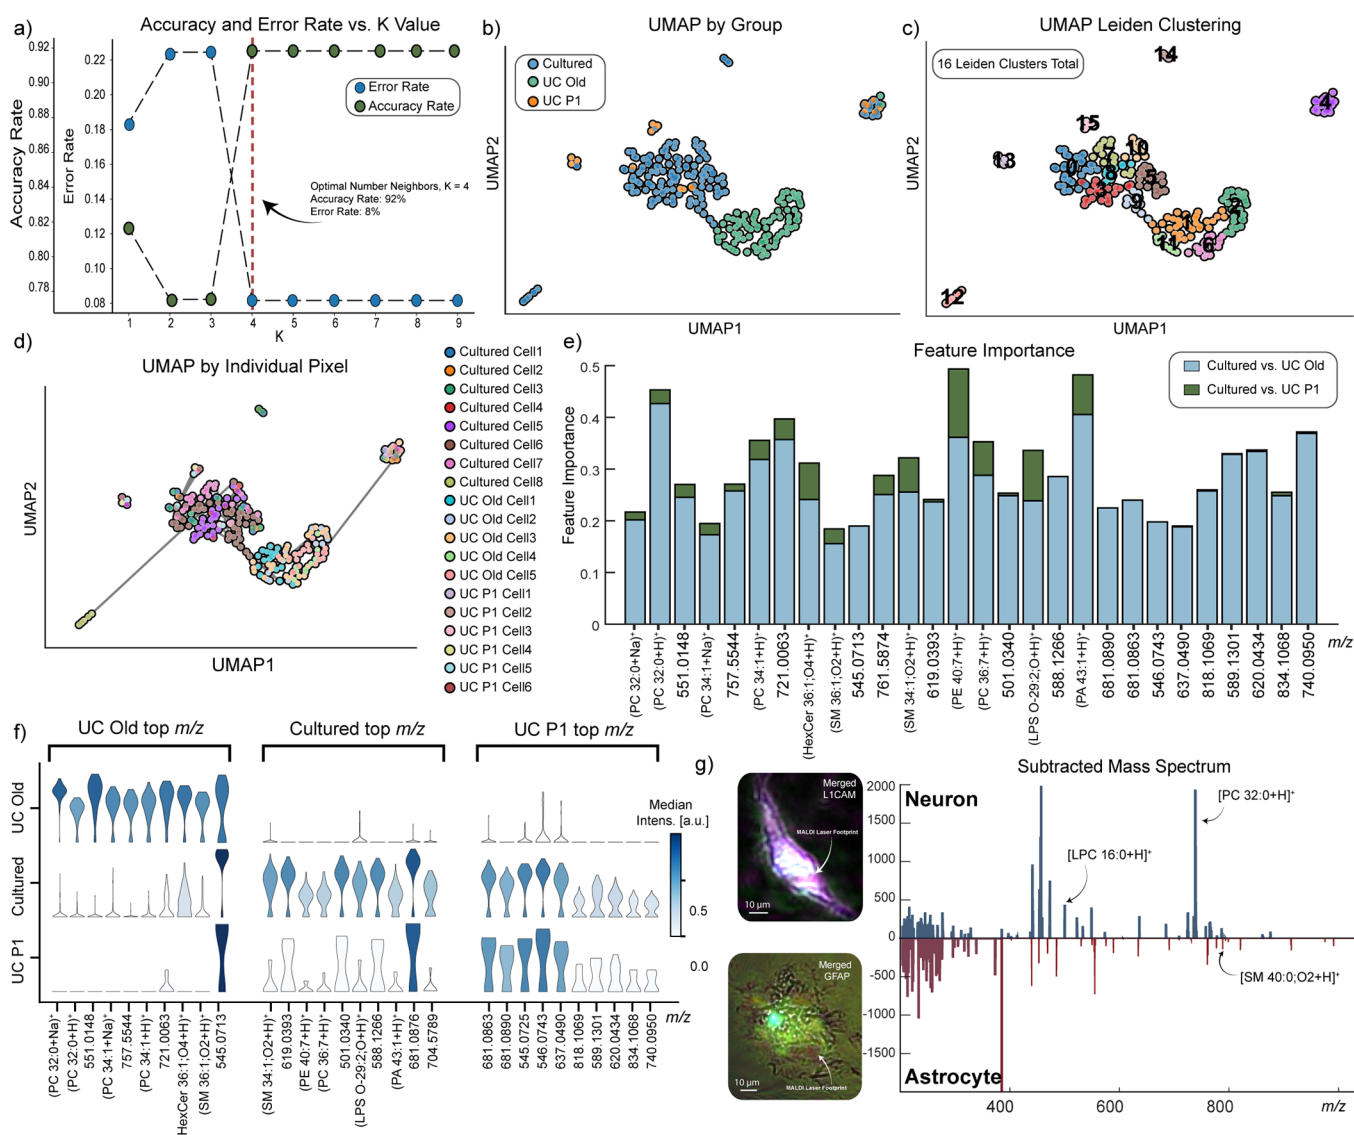 a)
Accuracy and Error Rate vs. K Value
Accuracy Rate
0.92
0.90
0.88
0.86
0.84
0.82
0.80
0.78
Error Rate
0.22
0.20
0.18
0.16
0.14
0.12
0.10
0.08
Error Rate
Accuracy Rate
Optimal Number Neighbors, K = 4
Accuracy Rate: 92%
Error Rate: 8%
1 2 3 4 5 6 7 8 9
K
b)
UMAP by Group
Cultured
UC Old
UC P1
UMAP2
UMAP1
c)
UMAP Leiden Clustering
16 Leiden Clusters Total
14
4
15
13
0
7
10
8
5
3
9
2
1
11
6
12
UMAP2
UMAP1
d)
UMAP by Individual Pixel
UMAP2
UMAP1
Cultured Cell1
Cultured Cell2
Cultured Cell3
Cultured Cell4
Cultured Cell5
Cultured Cell6
Cultured Cell7
Cultured Cell8
UC Old Cell1
UC Old Cell2
UC Old Cell3
UC Old Cell4
UC Old Cell5
UC P1 Cell1
UC P1 Cell2
UC P1 Cell3
UC P1 Cell4
UC P1 Cell5
UC P1 Cell6
e)
Feature Importance
Cultured vs. UC Old
Cultured vs. UC P1
Feature Importance
0.5
0.4
0.3
0.2
0.1
0
(PC 32:0+Na)⁺
(PC 32:0+H)⁺
551.0148
(PC 34:1+Na)⁺
757.5544
(PC 34:1+H)⁺
721.0063
(HexCer 36:1;O4+H)⁺
(SM 36:1;O2+H)⁺
545.0713
761.5874
(SM 34:1;O2+H)⁺
619.0393
(PE 40:7+H)⁺
(PC 36:7+H)⁺
501.0340
(LPS O-29:2;O+H)⁺
588.1266
(PA 43:1+H)⁺
681.0890
681.0863
546.0743
637.0490
818.1069
589.1301
620.0434
834.1068
740.0950
m/z
f)
UC Old top m/z
Cultured top m/z
UC P1 top m/z
UC Old
Cultured
UC P1
Median
Intens. [a.u.]
0.5
0.0
(PC 32:0+Na)⁺
(PC 32:0+H)⁺
551.0148
(PC 34:1+Na)⁺
757.5544
(PC 34:1+H)⁺
721.0063
HexCer 36:1;O4+H)⁺
(SM 36:1;O2+H)⁺
545.0713
(SM 34:1;O2+H)⁺
619.0393
(PE 40:7+H)⁺
(PC 36:7+H)⁺
501.0340
(LPS O-29:2;O+H)⁺
588.1266
(PA 43:1+H)⁺
681.0876
704.5789
681.0863
681.0890
545.0725
546.0743
637.0490
818.1069
589.1301
620.0434
834.1068
740.0950
m/z
g)
Merged
L1CAM
MALDI Laser Footprint
10 µm
Merged
GFAP
MALDI Laser Footprint
10 µm
Subtracted Mass Spectrum
Neuron
Astrocyte
2000
1500
1000
500
0
-500
-1000
-1500
[PC 32:0+H]⁺
[LPC 16:0+H]⁺
[SM 40:0;O2+H]⁺
400 600 800 m/z